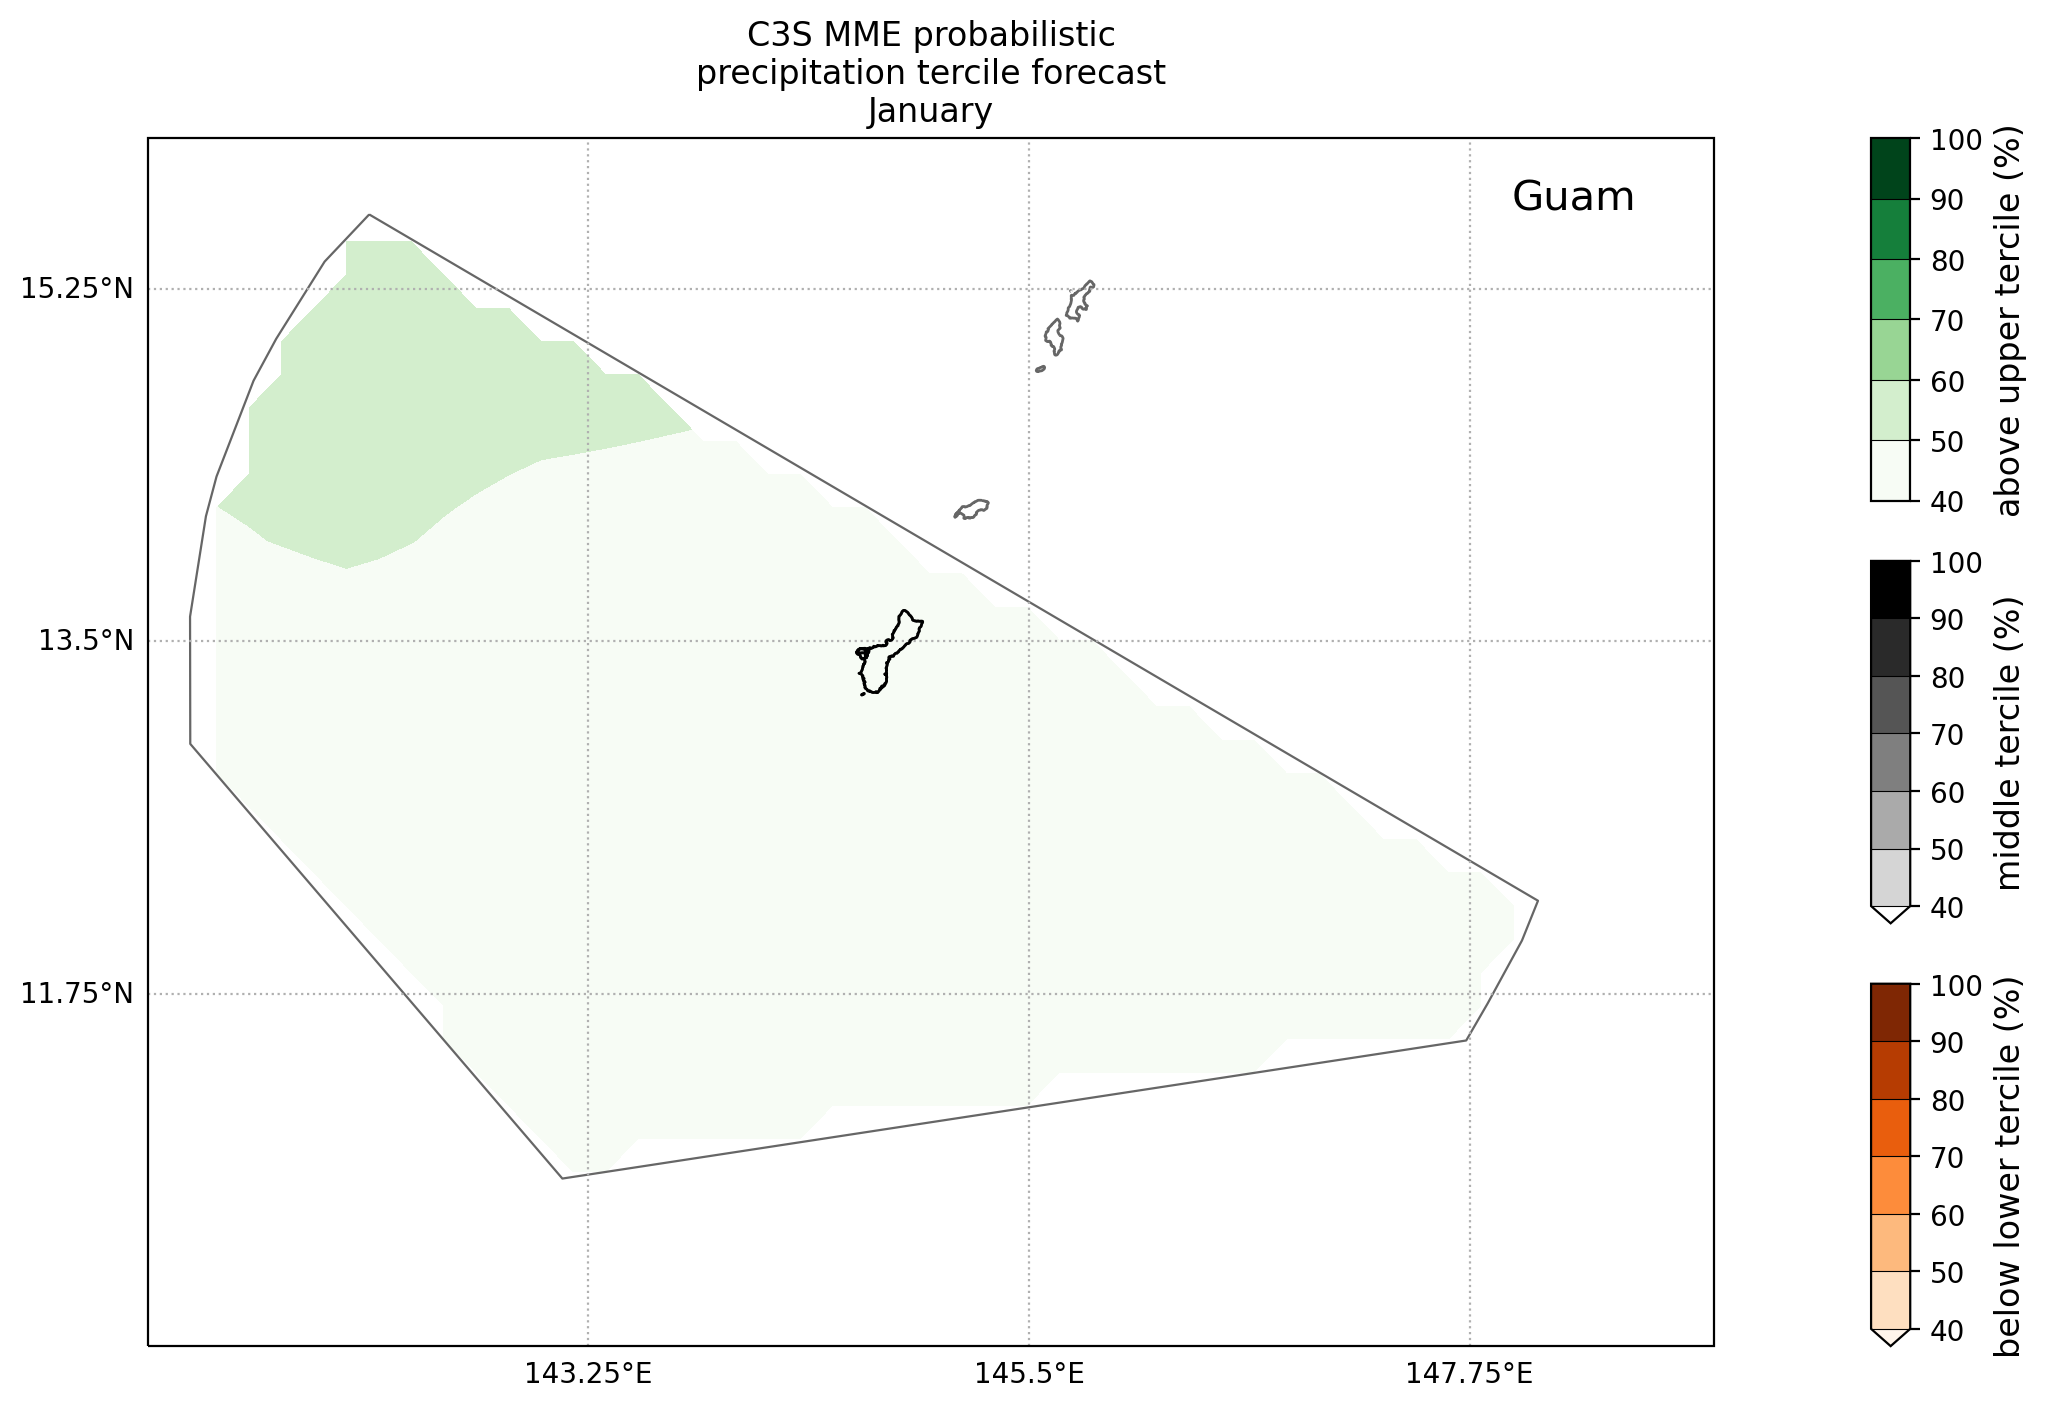 C3S MME probabilistic
precipitation tercile forecast
January
Guam
15.25°N
13.5°N
11.75°N
143.25°E
145.5°E
147.75°E
100
90
80
70
60
50
40
above upper tercile (%)
100
90
80
70
60
50
40
middle tercile (%)
100
90
80
70
60
50
40
below lower tercile (%)